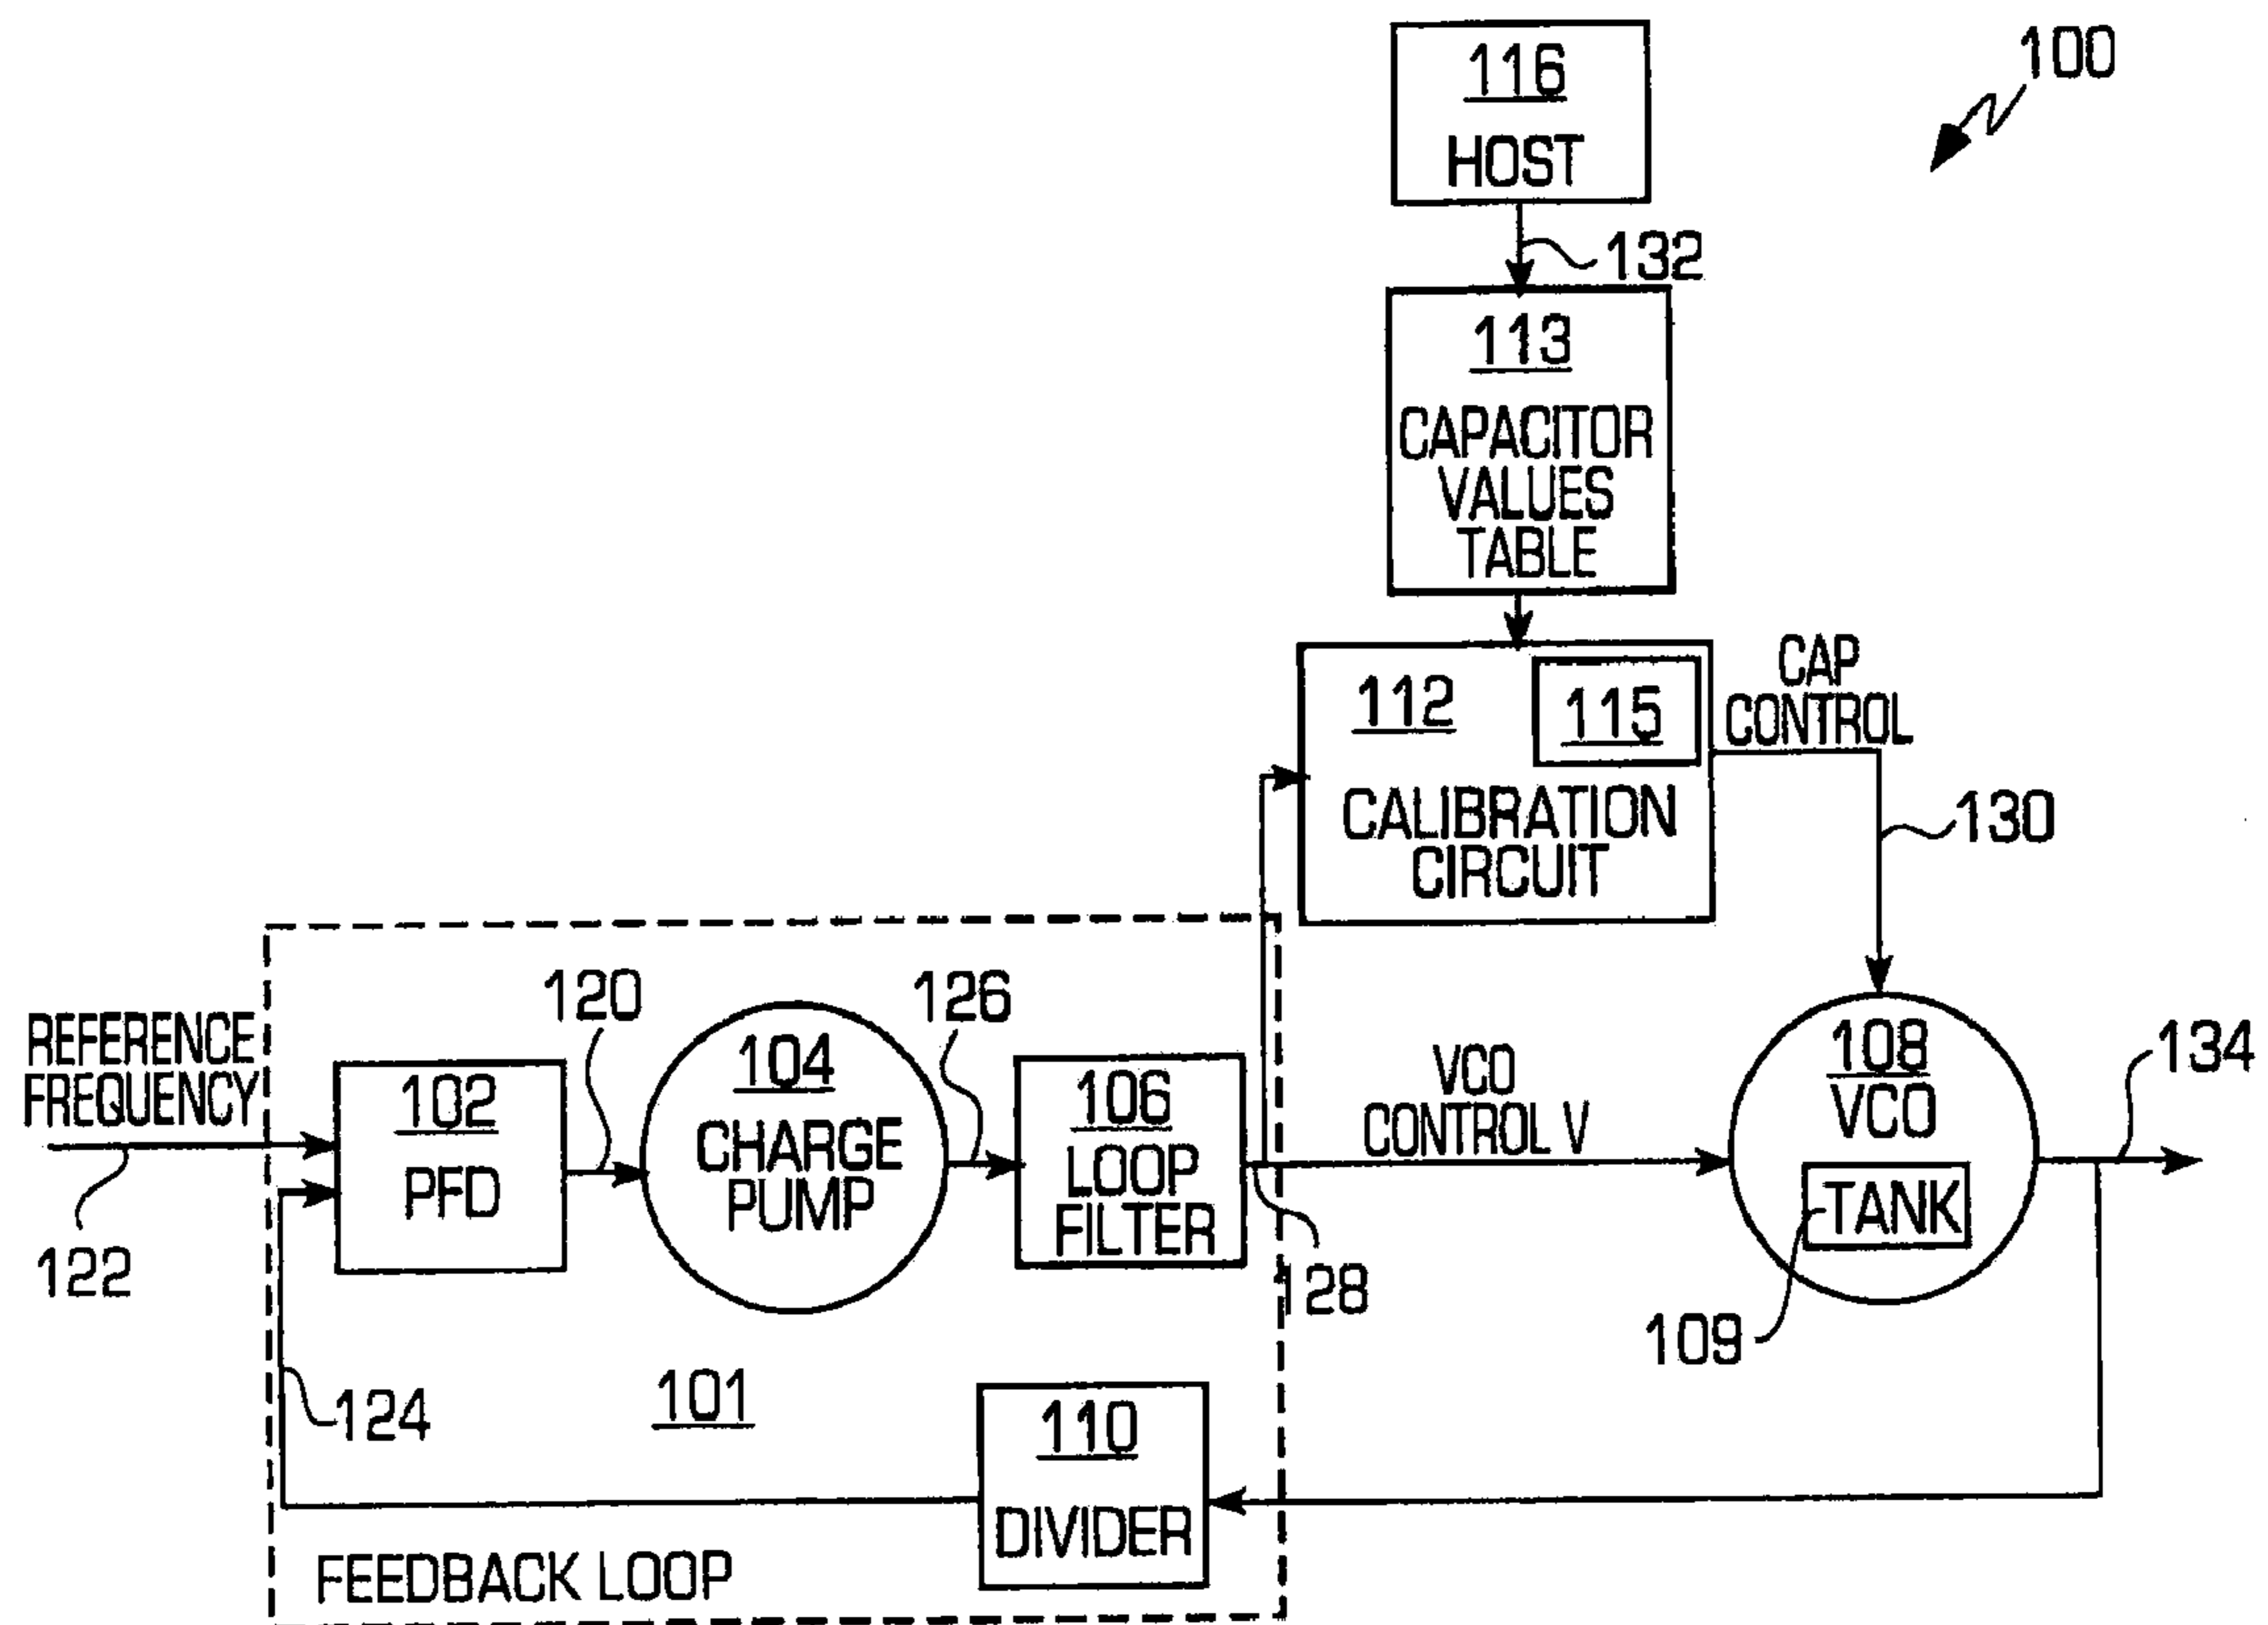 100
116
HOST
132
113
CAPACITOR
VALUES
TABLE
112
115
CALIBRATION
CIRCUIT
CAP
CONTROL
130
REFERENCE
FREQUENCY
122
102
PFD
120
104
CHARGE
PUMP
126
106
LOOP
FILTER
128
VCO
CONTROL V
108
VCO
TANK
109
134
124
101
110
DIVIDER
FEEDBACK LOOP